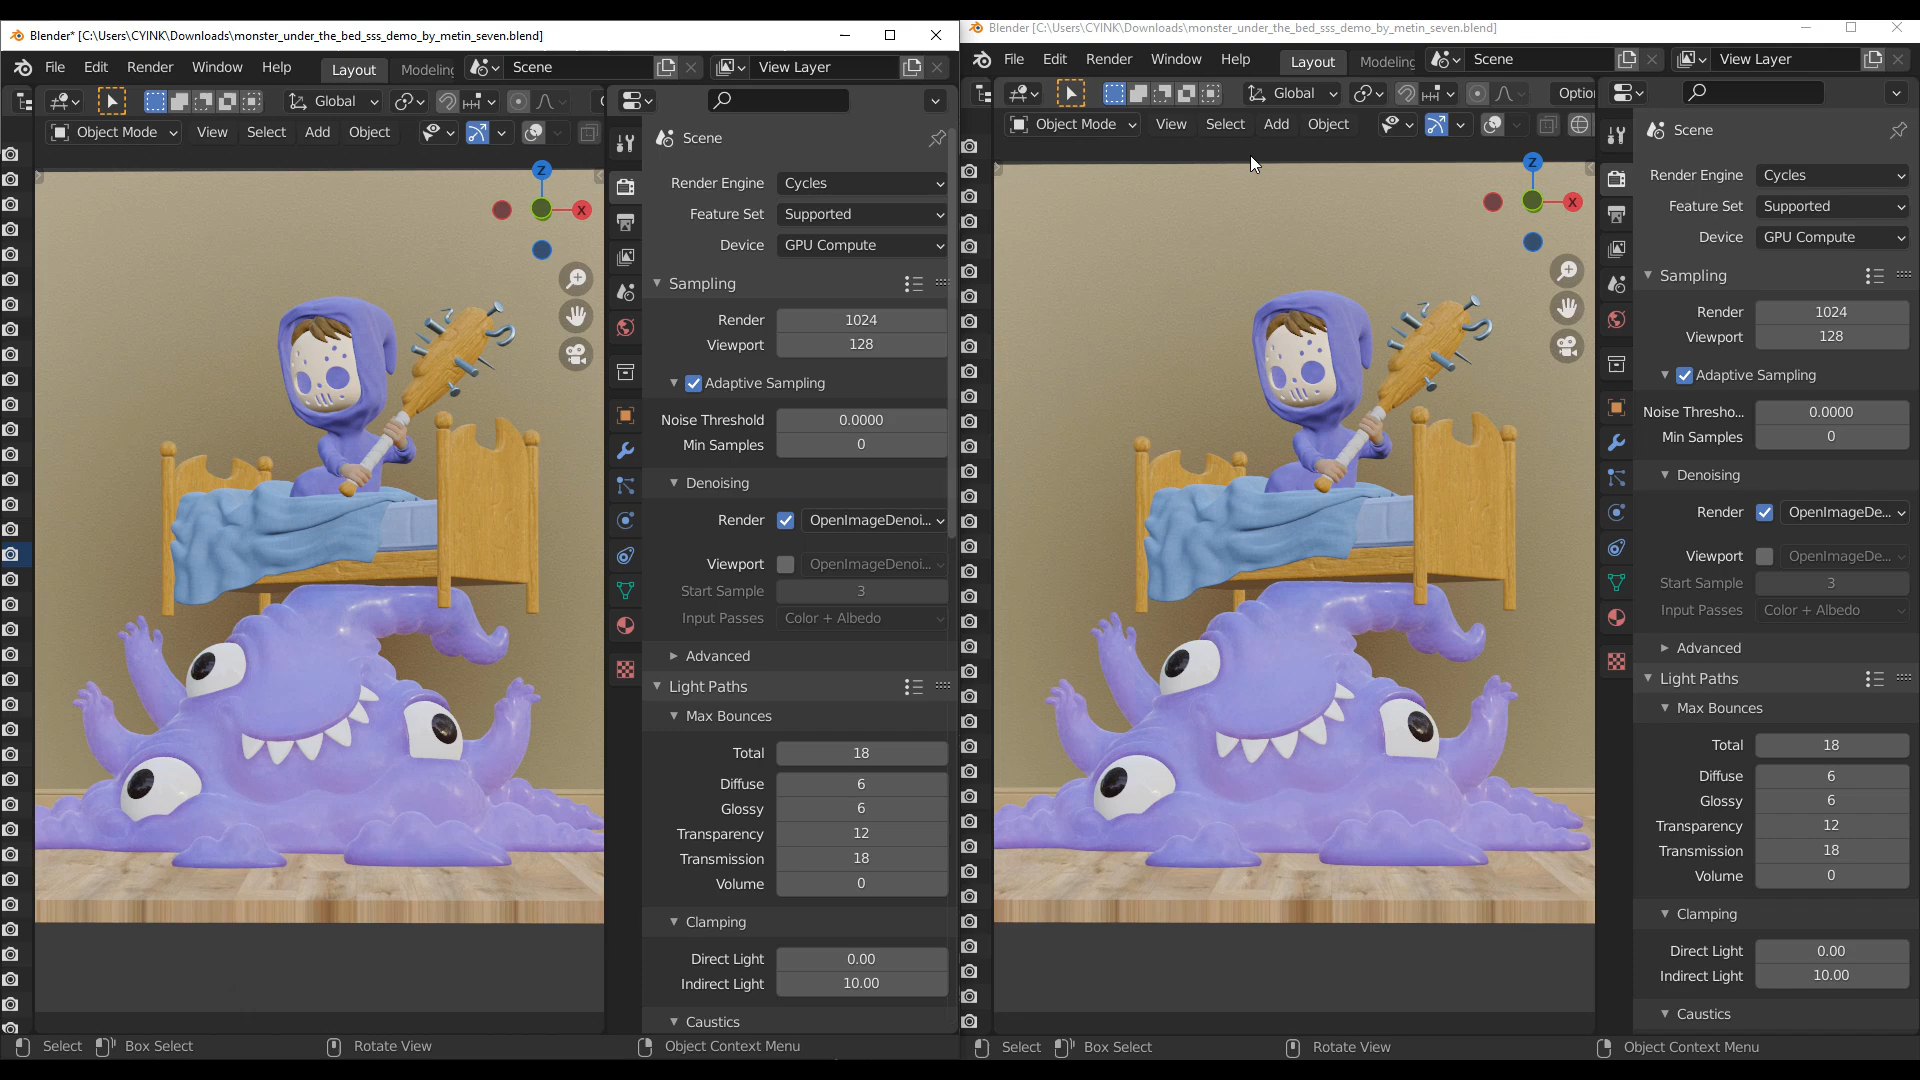 Blender* [C:\Users\CYINK\Downloads\monster_under_the_bed_sss_demo_by_metin_seven.blend]
File Edit Render Window Help Layout Modeling Scene View Layer
Global
Object Mode View Select Add Object
Z
X
Scene
Render Engine Cycles
Feature Set Supported
Device GPU Compute
Sampling
Render 1024
Viewport 128
Adaptive Sampling
Noise Threshold 0.0000
Min Samples 0
Denoising
Render OpenImageDenoi...
Viewport OpenImageDenoi...
Start Sample 3
Input Passes Color + Albedo
Advanced
Light Paths
Max Bounces
Total 18
Diffuse 6
Glossy 6
Transparency 12
Transmission 18
Volume 0
Clamping
Direct Light 0.00
Indirect Light 10.00
Caustics
Select Box Select Rotate View Object Context Menu
Blender [C:\Users\CYINK\Downloads\monster_under_the_bed_sss_demo_by_metin_seven.blend]
File Edit Render Window Help Layout Modeling Scene View Layer
Global Optio
Object Mode View Select Add Object
Z
X
Scene
Render Engine Cycles
Feature Set Supported
Device GPU Compute
Sampling
Render 1024
Viewport 128
Adaptive Sampling
Noise Thresho... 0.0000
Min Samples 0
Denoising
Render OpenImageDe...
Viewport OpenImageDe...
Start Sample 3
Input Passes Color + Albedo
Advanced
Light Paths
Max Bounces
Total 18
Diffuse 6
Glossy 6
Transparency 12
Transmission 18
Volume 0
Clamping
Direct Light 0.00
Indirect Light 10.00
Caustics
Select Box Select Rotate View Object Context Menu